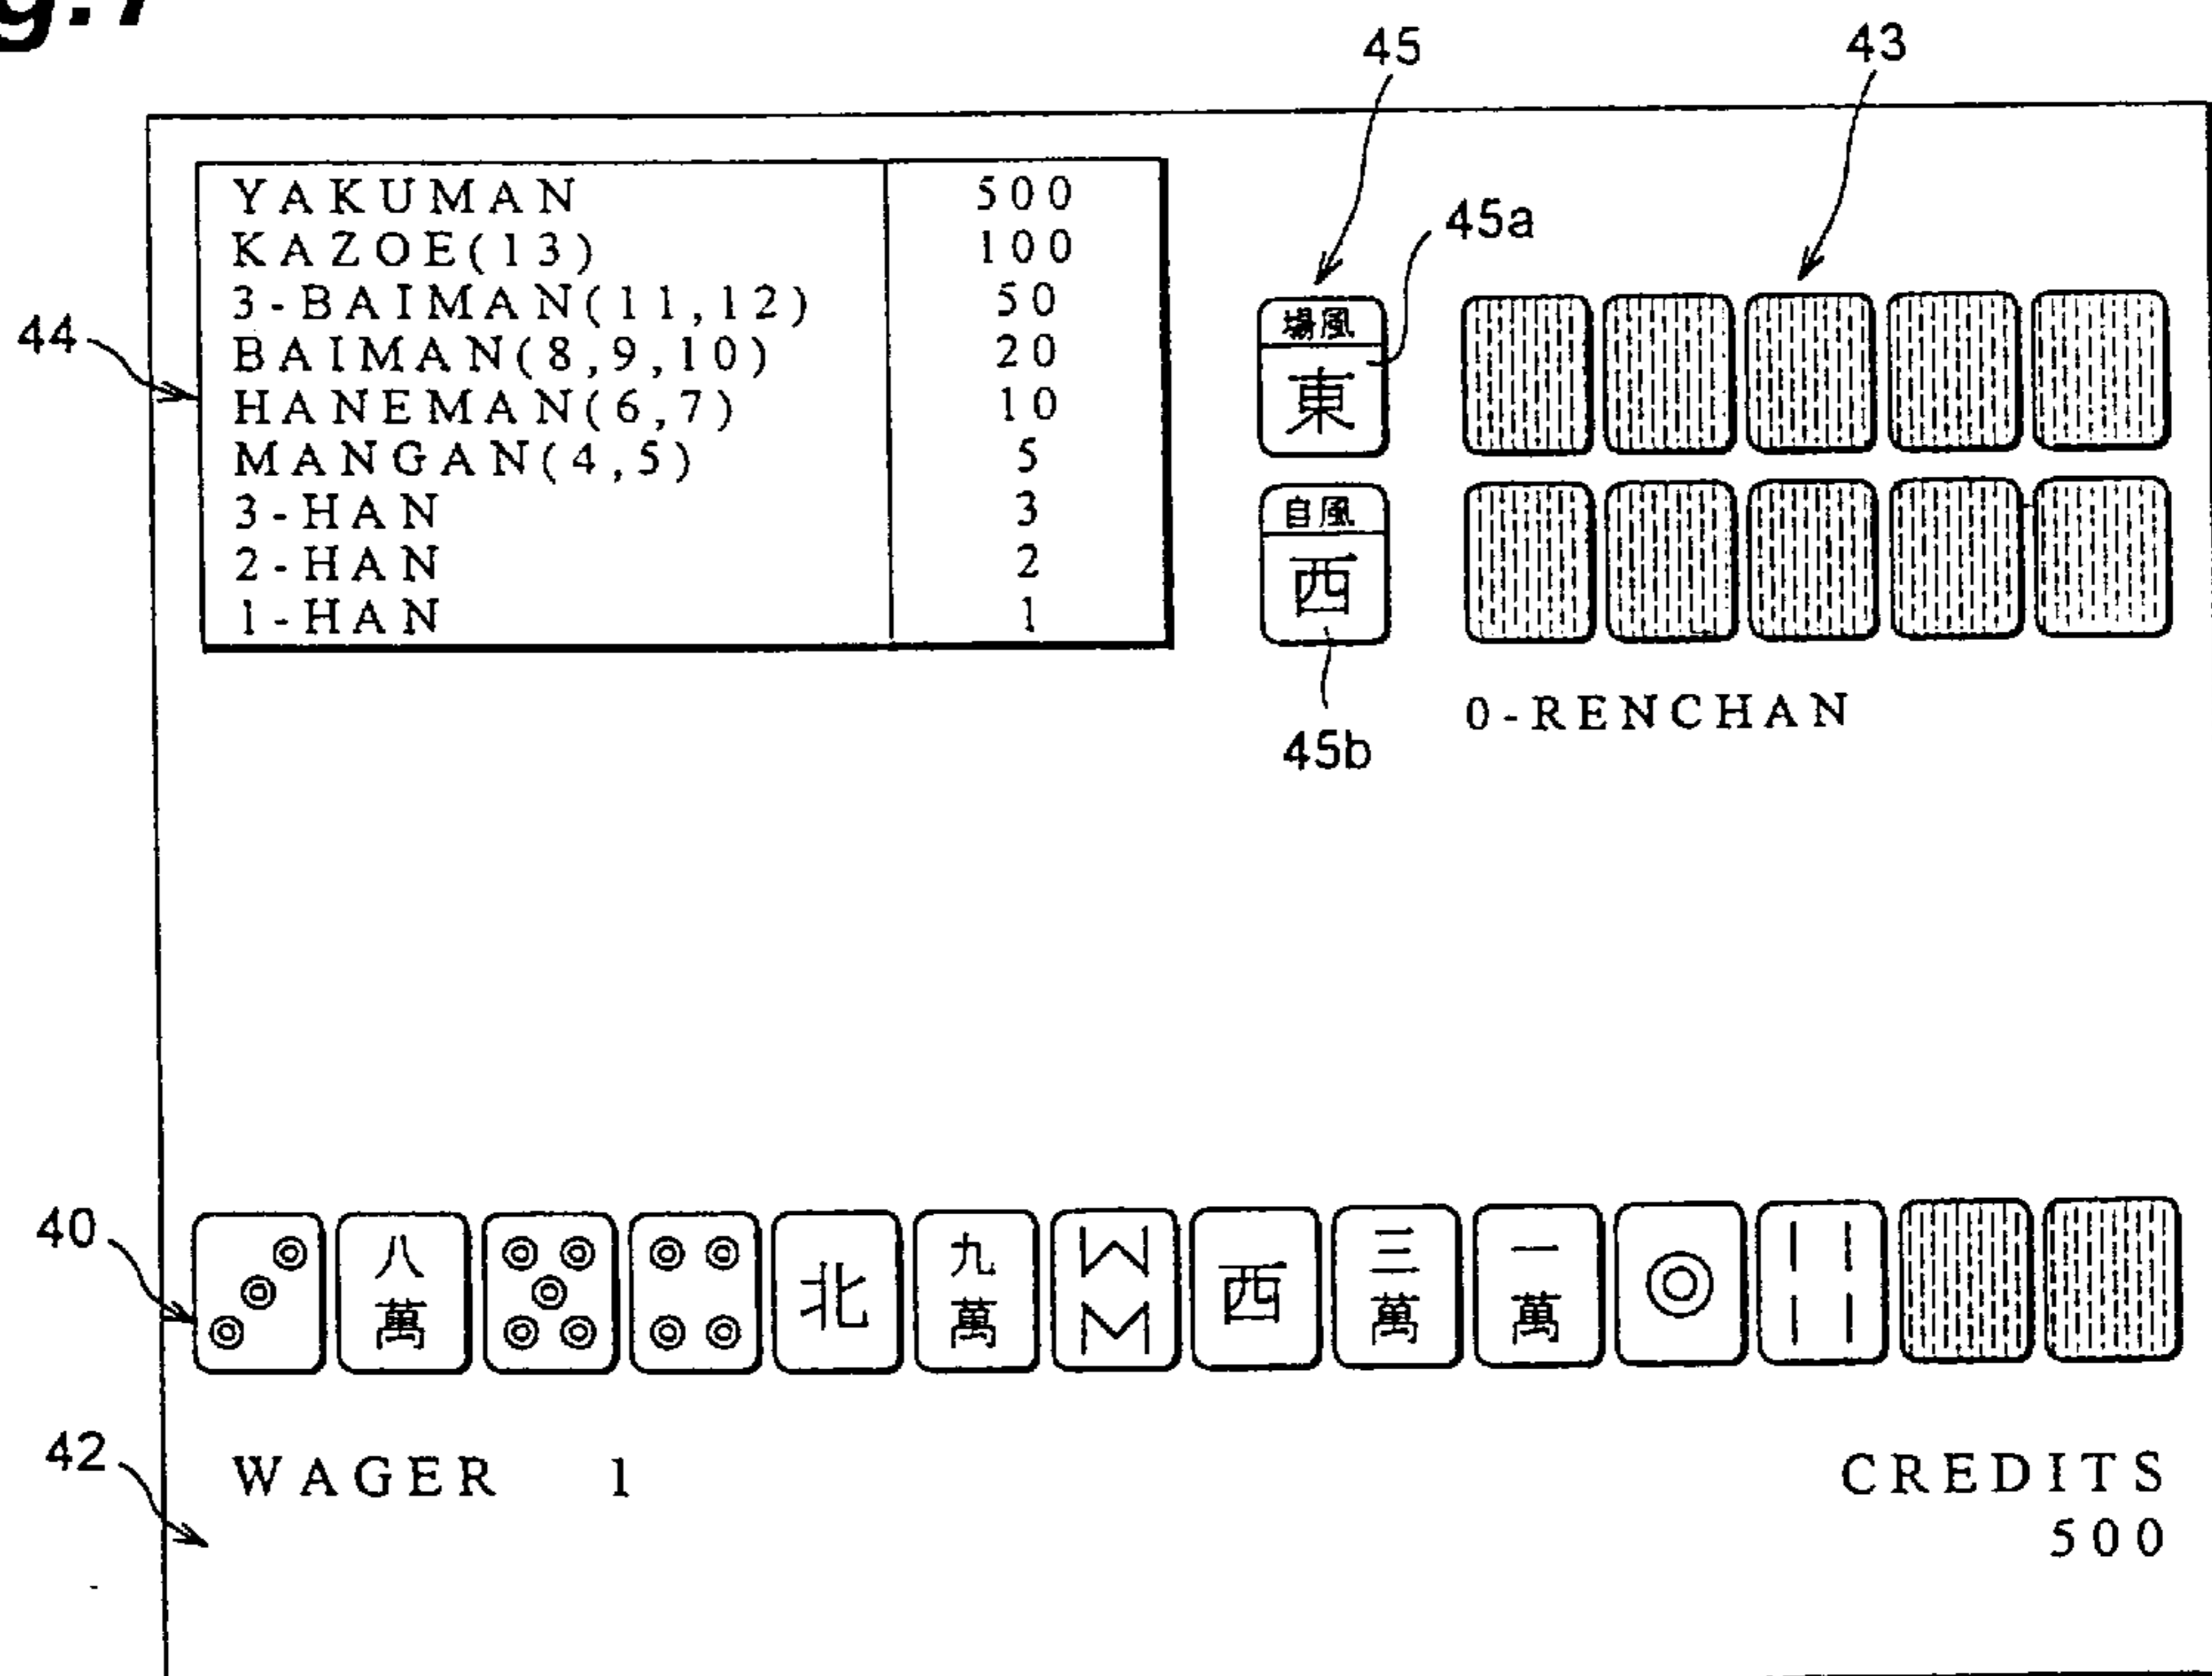 g.7
45
43
YAKUMAN 500
KAZOE(13) 100
3-BAIMAN(11,12) 50
BAIMAN(8,9,10) 20
HANEMAN(6,7) 10
MANGAN(4,5) 5
3-HAN 3
2-HAN 2
1-HAN 1
44
45a
場風
東
自風
西
45b
0-RENCHAN
40
八萬
北
九萬
西
三萬
一萬
42
WAGER 1
CREDITS
500